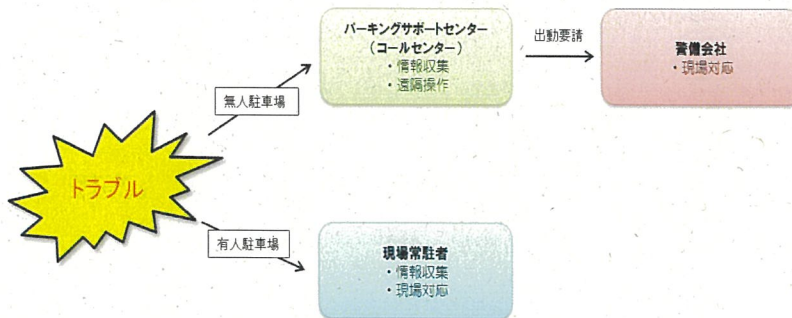 パーキングサポートセンター
（コールセンター）
・情報収集
・遠隔操作
出動要請
警備会社
・現場対応
無人駐車場
トラブル
有人駐車場
現場常駐者
・情報収集
・現場対応